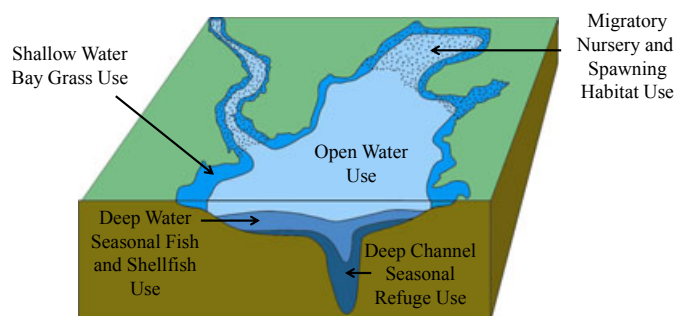 Shallow Water
Bay Grass Use
Migratory
Nursery and
Spawning
Habitat Use
Open Water
Use
Deep Water
Seasonal Fish
and Shellfish
Use
Deep Channel
Seasonal
Refuge Use